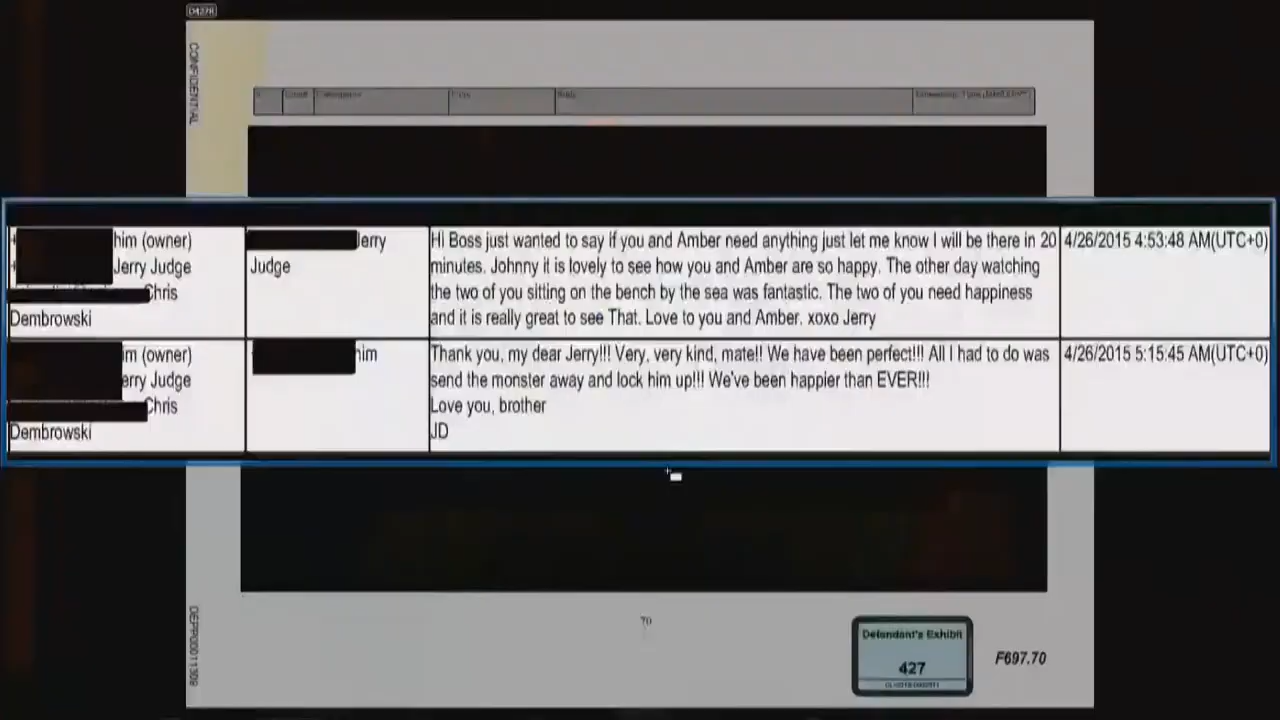 D427R
CONFIDENTIAL
him (owner)
Jerry Judge
Chris
Dembrowski
Jerry
Judge
Hi Boss just wanted to say if you and Amber need anything just let me know I will be there in 20
minutes. Johnny it is lovely to see how you and Amber are so happy. The other day watching
the two of you sitting on the bench by the sea was fantastic. The two of you need happiness
and it is really great to see That. Love to you and Amber. xoxo Jerry
4/26/2015 4:53:48 AM(UTC+0)
im (owner)
erry Judge
Chris
Dembrowski
him
Thank you, my dear Jerry!!! Very, very kind, mate!! We have been perfect!!! All I had to do was
send the monster away and lock him up!!! We've been happier than EVER!!!
Love you, brother
JD
4/26/2015 5:15:45 AM(UTC+0)
70
Defendant's Exhibit
427
F697.70